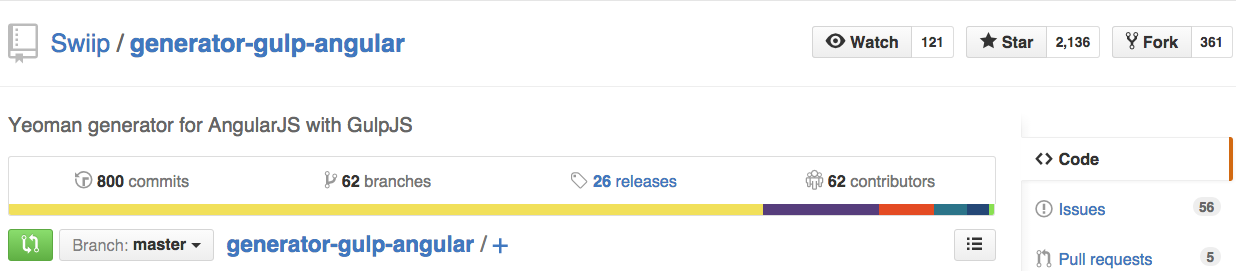 Swiip / generator-gulp-angular
Watch 121 Star 2,136 Fork 361
Yeoman generator for AngularJS with GulpJS
800 commits 62 branches 26 releases 62 contributors
Branch: master generator-gulp-angular / +
Code
Issues 56
Pull requests 5